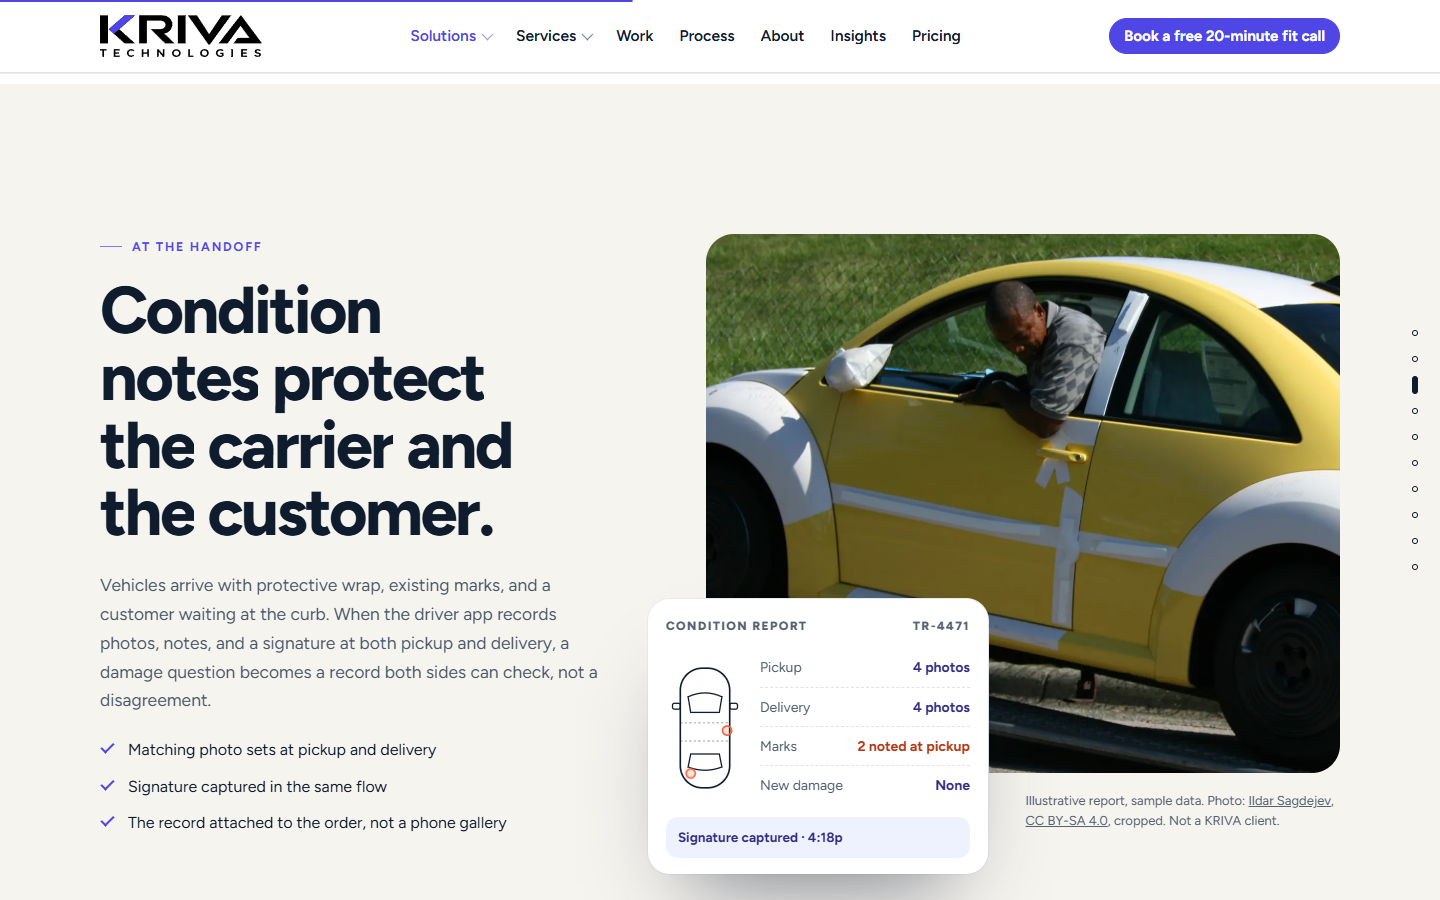 KRIVA
TECHNOLOGIES
Solutions
Services
Work
Process
About
Insights
Pricing
Book a free 20-minute fit call
AT THE HANDOFF
Condition
notes protect
the carrier and
the customer.
Vehicles arrive with protective wrap, existing marks, and a
customer waiting at the curb. When the driver app records
photos, notes, and a signature at both pickup and delivery, a
damage question becomes a record both sides can check, not a
disagreement.
Matching photo sets at pickup and delivery
Signature captured in the same flow
The record attached to the order, not a phone gallery
CONDITION REPORT TR-4471
Pickup 4 photos
Delivery 4 photos
Marks 2 noted at pickup
New damage None
Signature captured · 4:18p
Illustrative report, sample data. Photo: Ildar Sagdejev,
CC BY-SA 4.0, cropped. Not a KRIVA client.